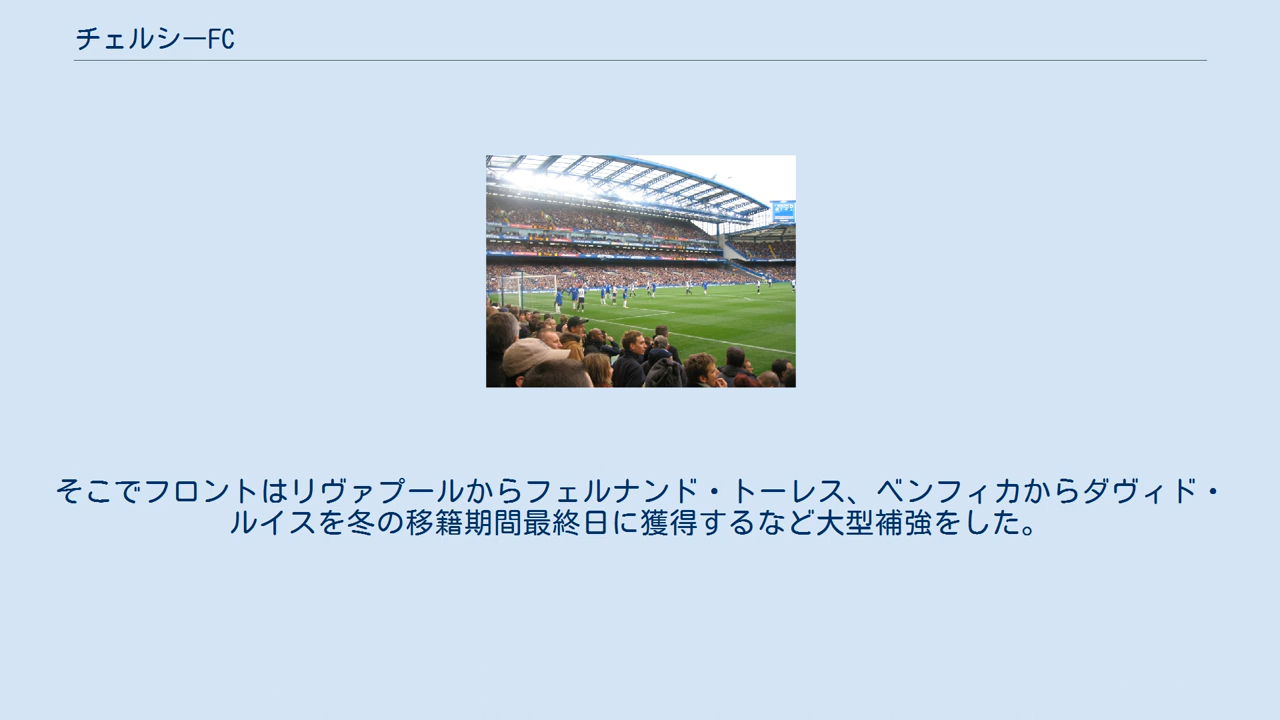 チェルシーFC
そこでフロントはリヴァプールからフェルナンド・トーレス、ベンフィカからダヴィド・
ルイスを冬の移籍期間最終日に獲得するなど大型補強をした。